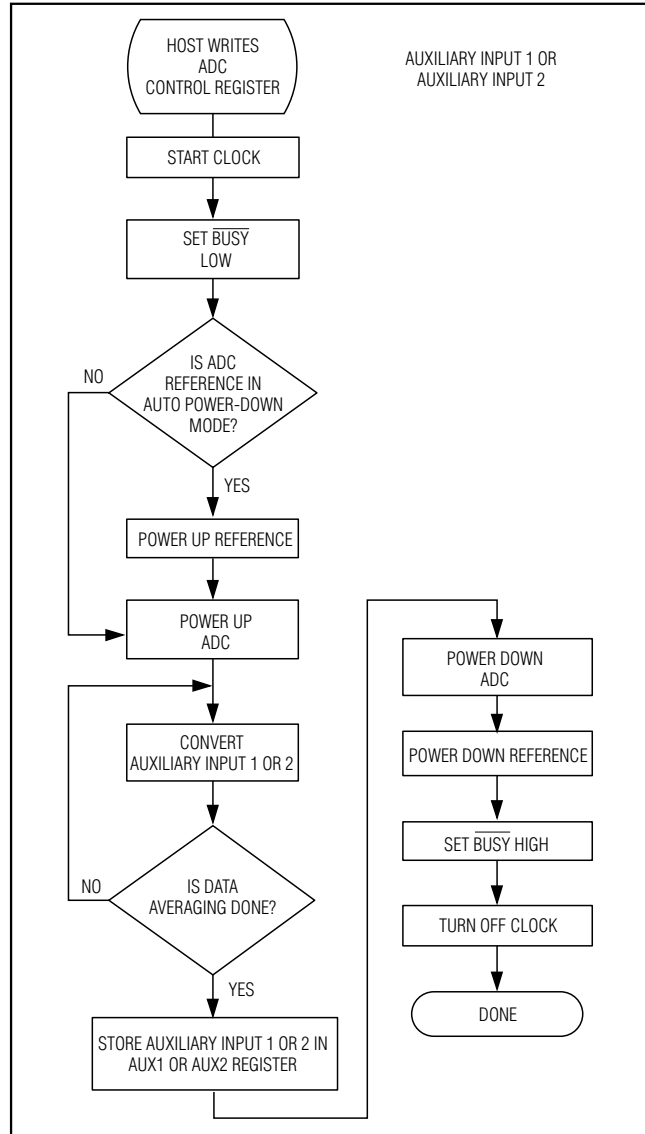 HOST WRITES
ADC
CONTROL REGISTER
AUXILIARY INPUT 1 OR
AUXILIARY INPUT 2
START CLOCK
SET B̅U̅S̅Y̅
LOW
IS ADC
REFERENCE IN
AUTO POWER-DOWN
MODE?
NO
YES
POWER UP REFERENCE
POWER UP
ADC
CONVERT
AUXILIARY INPUT 1 OR 2
IS DATA
AVERAGING DONE?
NO
YES
STORE AUXILIARY INPUT 1 OR 2 IN
AUX1 OR AUX2 REGISTER
POWER DOWN
ADC
POWER DOWN REFERENCE
SET B̅U̅S̅Y̅ HIGH
TURN OFF CLOCK
DONE